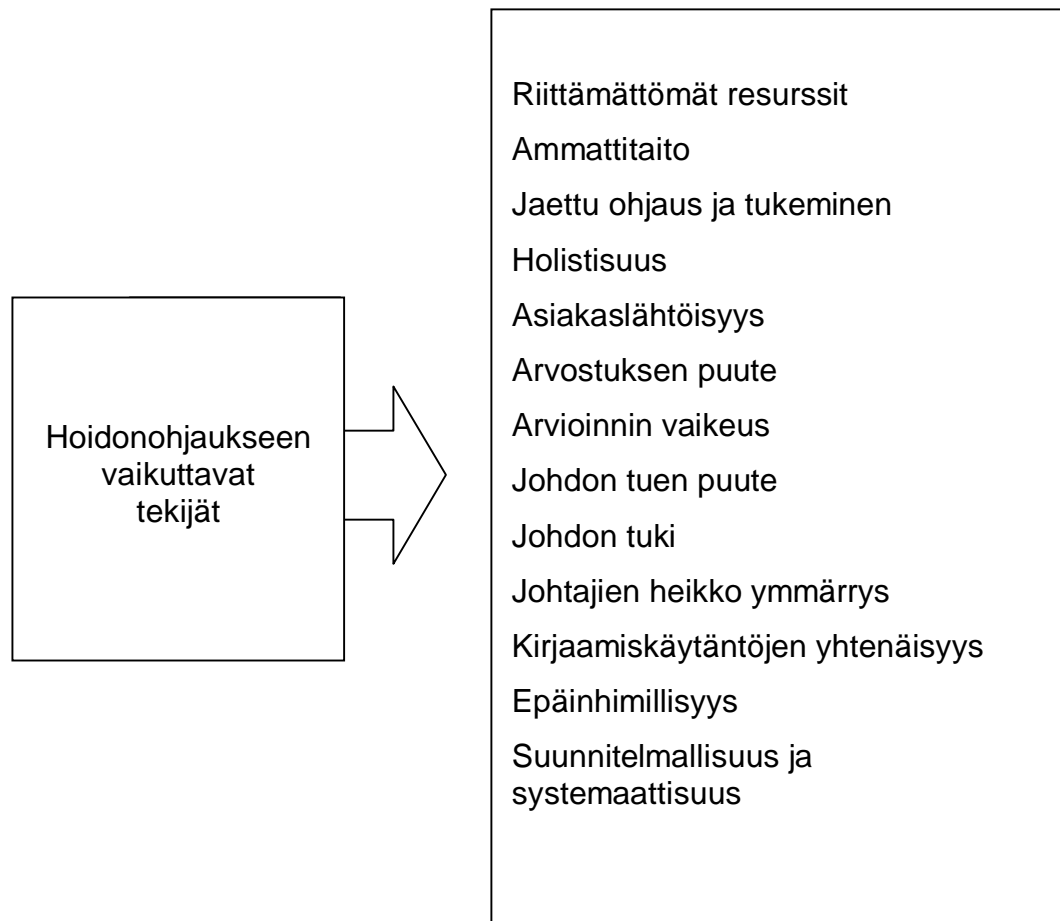 Hoidonohjaukseen
vaikuttavat
tekijät
Riittämättömät resurssit
Ammattitaito
Jaettu ohjaus ja tukeminen
Holistisuus
Asiakaslähtöisyys
Arvostuksen puute
Arvioinnin vaikeus
Johdon tuen puute
Johdon tuki
Johtajien heikko ymmärrys
Kirjaamiskäytäntöjen yhtenäisyys
Epäinhimillisyys
Suunnitelmallisuus ja
systemaattisuus